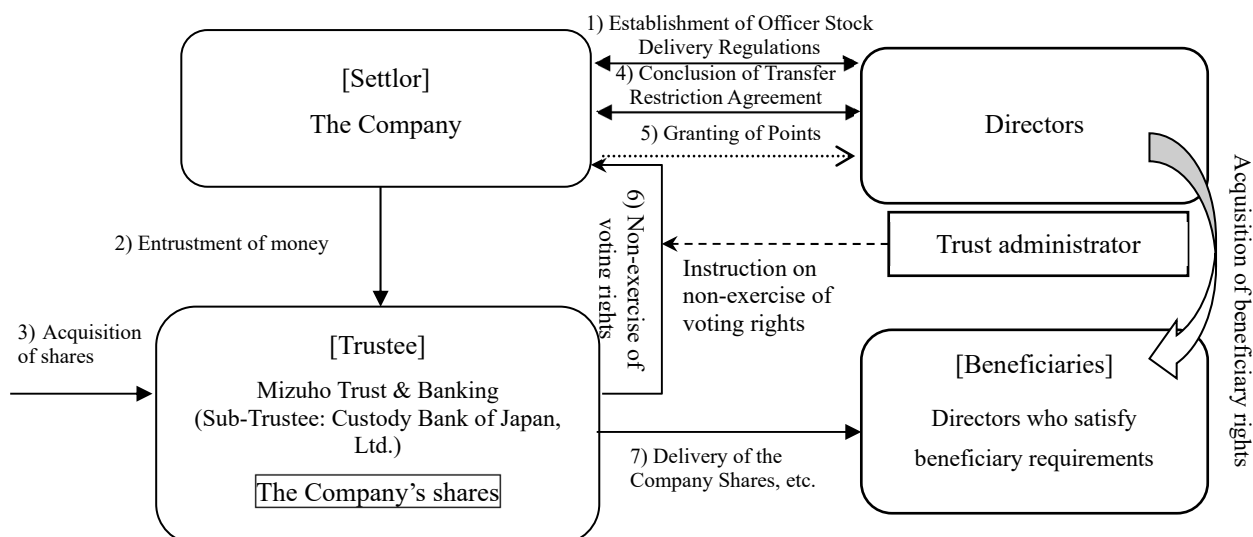 1) Establishment of Officer Stock
Delivery Regulations
[Settlor]
The Company
4) Conclusion of Transfer
Restriction Agreement
5) Granting of Points
Directors
Acquisition of beneficiary rights
2) Entrustment of money
6) Non-exercise of
voting rights
Trust administrator
Instruction on
non-exercise of
voting rights
3) Acquisition
of shares
[Trustee]
Mizuho Trust & Banking
(Sub-Trustee: Custody Bank of Japan,
Ltd.)
The Company’s shares
7) Delivery of the
Company Shares, etc.
[Beneficiaries]
Directors who satisfy
beneficiary requirements